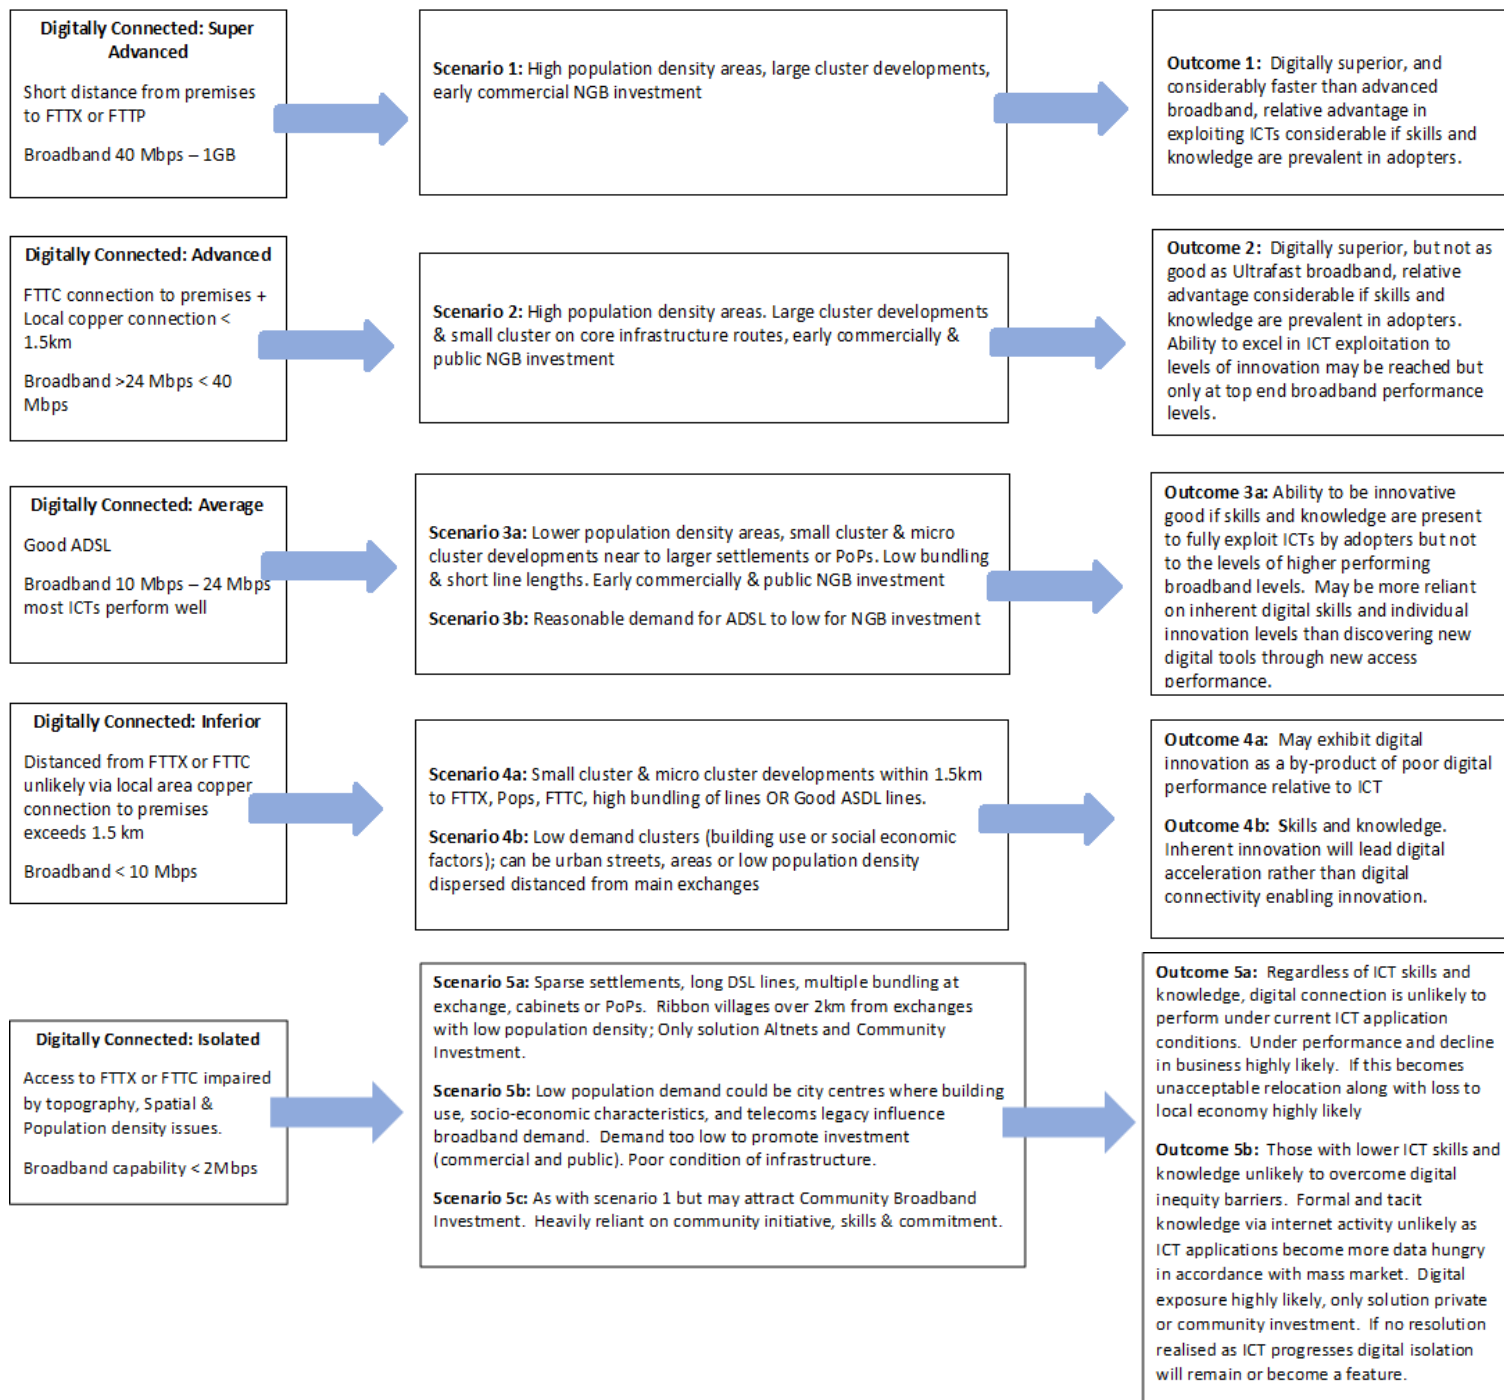 Digitally Connected: Super
Advanced
Short distance from premises
to FTTX or FTTP
Broadband 40 Mbps – 1GB
Scenario 1: High population density areas, large cluster developments,
early commercial NGB investment
Outcome 1: Digitally superior, and
considerably faster than advanced
broadband, relative advantage in
exploiting ICTs considerable if skills and
knowledge are prevalent in adopters.
Digitally Connected: Advanced
FTTC connection to premises +
Local copper connection <
1.5km
Broadband >24 Mbps < 40
Mbps
Scenario 2: High population density areas. Large cluster developments
& small cluster on core infrastructure routes, early commercially &
public NGB investment
Outcome 2: Digitally superior, but not as
good as Ultrafast broadband, relative
advantage considerable if skills and
knowledge are prevalent in adopters.
Ability to excel in ICT exploitation to
levels of innovation may be reached but
only at top end broadband performance
levels.
Digitally Connected: Average
Good ADSL
Broadband 10 Mbps – 24 Mbps
most ICTs perform well
Scenario 3a: Lower population density areas, small cluster & micro
cluster developments near to larger settlements or PoPs. Low bundling
& short line lengths. Early commercially & public NGB investment
Scenario 3b: Reasonable demand for ADSL to low for NGB investment
Outcome 3a: Ability to be innovative
good if skills and knowledge are present
to fully exploit ICTs by adopters but not
to the levels of higher performing
broadband levels. May be more reliant
on inherent digital skills and individual
innovation levels than discovering new
digital tools through new access
performance.
Digitally Connected: Inferior
Distanced from FTTX or FTTC
unlikely via local area copper
connection to premises
exceeds 1.5 km
Broadband < 10 Mbps
Scenario 4a: Small cluster & micro cluster developments within 1.5km
to FTTX, Pops, FTTC, high bundling of lines OR Good ASDL lines.
Scenario 4b: Low demand clusters (building use or social economic
factors); can be urban streets, areas or low population density
dispersed distanced from main exchanges
Outcome 4a: May exhibit digital
innovation as a by-product of poor digital
performance relative to ICT
Outcome 4b: Skills and knowledge.
Inherent innovation will lead digital
acceleration rather than digital
connectivity enabling innovation.
Digitally Connected: Isolated
Access to FTTX or FTTC impaired
by topography, Spatial &
Population density issues.
Broadband capability < 2Mbps
Scenario 5a: Sparse settlements, long DSL lines, multiple bundling at
exchange, cabinets or PoPs. Ribbon villages over 2km from exchanges
with low population density; Only solution Altnets and Community
Investment.
Scenario 5b: Low population demand could be city centres where building
use, socio-economic characteristics, and telecoms legacy influence
broadband demand. Demand too low to promote investment
(commercial and public). Poor condition of infrastructure.
Scenario 5c: As with scenario 1 but may attract Community Broadband
Investment. Heavily reliant on community initiative, skills & commitment.
Outcome 5a: Regardless of ICT skills and
knowledge, digital connection is unlikely to
perform under current ICT application
conditions. Under performance and decline
in business highly likely. If this becomes
unacceptable relocation along with loss to
local economy highly likely
Outcome 5b: Those with lower ICT skills and
knowledge unlikely to overcome digital
inequity barriers. Formal and tacit
knowledge via internet activity unlikely as
ICT applications become more data hungry
in accordance with mass market. Digital
exposure highly likely, only solution private
or community investment. If no resolution
realised as ICT progresses digital isolation
will remain or become a feature.